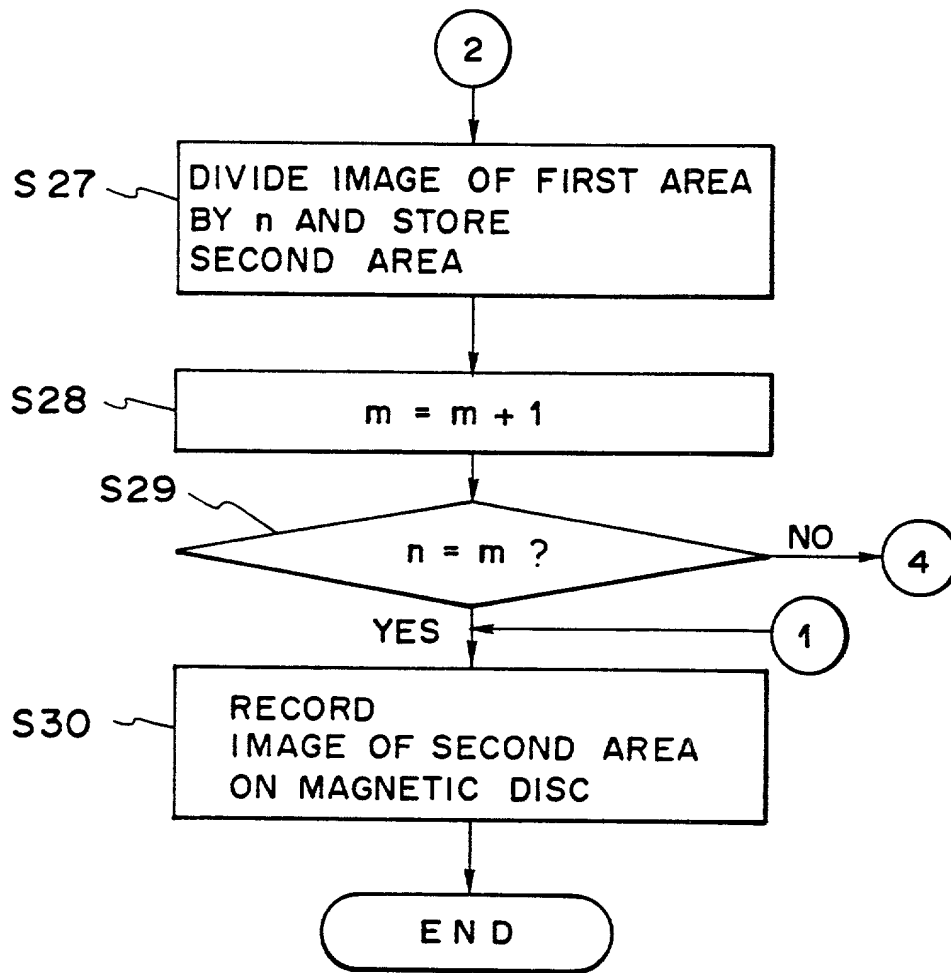 2
S27
DIVIDE IMAGE OF FIRST AREA
BY n AND STORE
SECOND AREA
S28
m = m + 1
S29
n = m ?
NO
4
YES
1
S30
RECORD
IMAGE OF SECOND AREA
ON MAGNETIC DISC
END